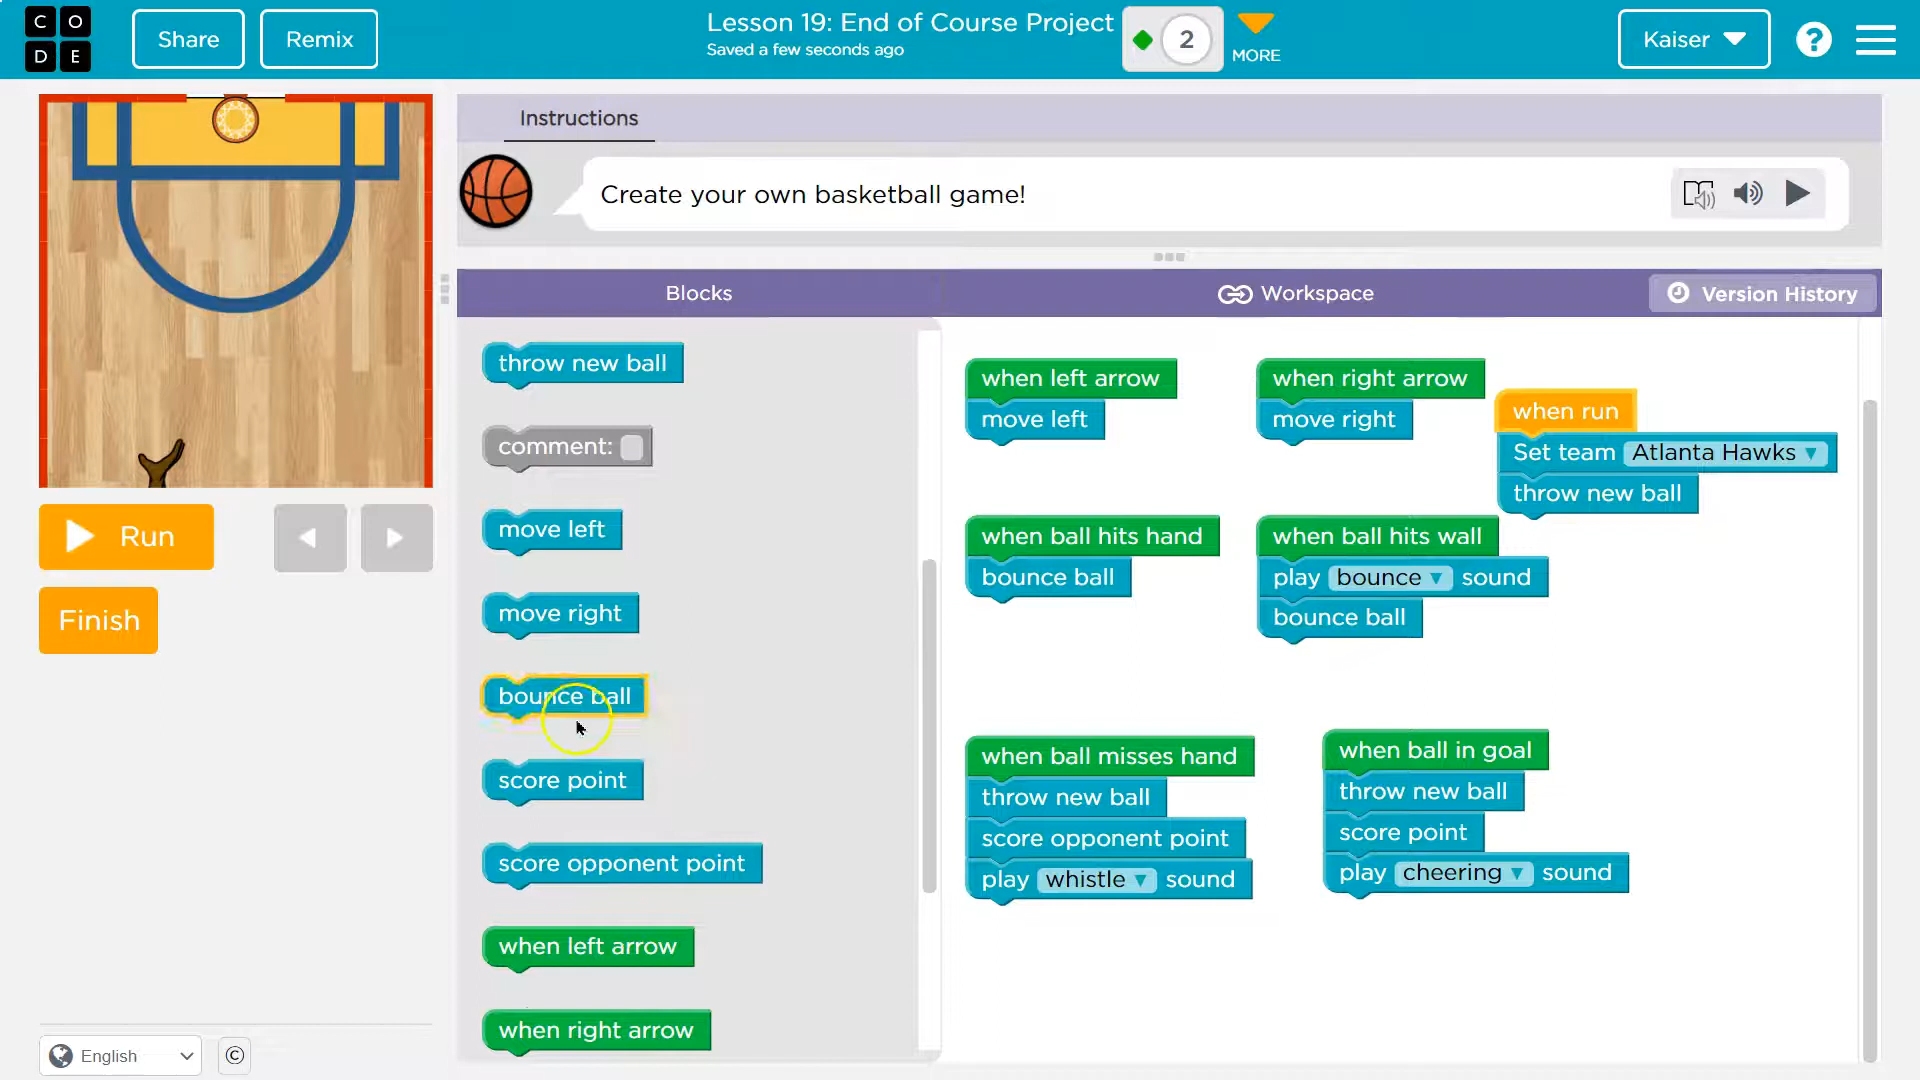 C O
D E
Share
Remix
Lesson 19: End of Course Project
Saved a few seconds ago
2
MORE
Kaiser
?
Instructions
Create your own basketball game!
Blocks
Workspace
Version History
throw new ball
comment:
move left
move right
bounce ball
score point
score opponent point
when left arrow
when right arrow
when left arrow
move left
when right arrow
move right
when run
Set team Atlanta Hawks
throw new ball
when ball hits hand
bounce ball
when ball hits wall
play bounce sound
bounce ball
when ball misses hand
throw new ball
score opponent point
play whistle sound
when ball in goal
throw new ball
score point
play cheering sound
Run
Finish
English
©